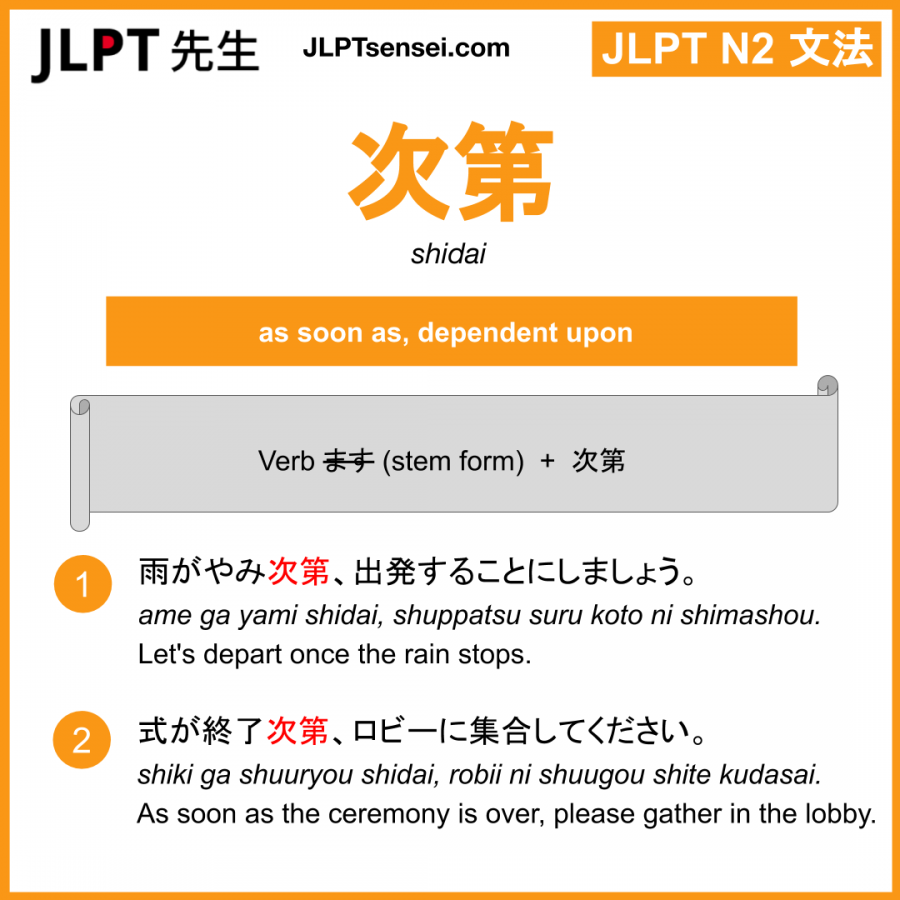 JLPT 先生
JLPTsensei.com
JLPT N2 文法
次第
shidai
as soon as, dependent upon
Verb ます (stem form) + 次第
1
雨がやみ次第、出発することにしましょう。
ame ga yami shidai, shuppatsu suru koto ni shimashou.
Let's depart once the rain stops.
2
式が終了次第、ロビーに集合してください。
shiki ga shuuryou shidai, robii ni shuugou shite kudasai.
As soon as the ceremony is over, please gather in the lobby.